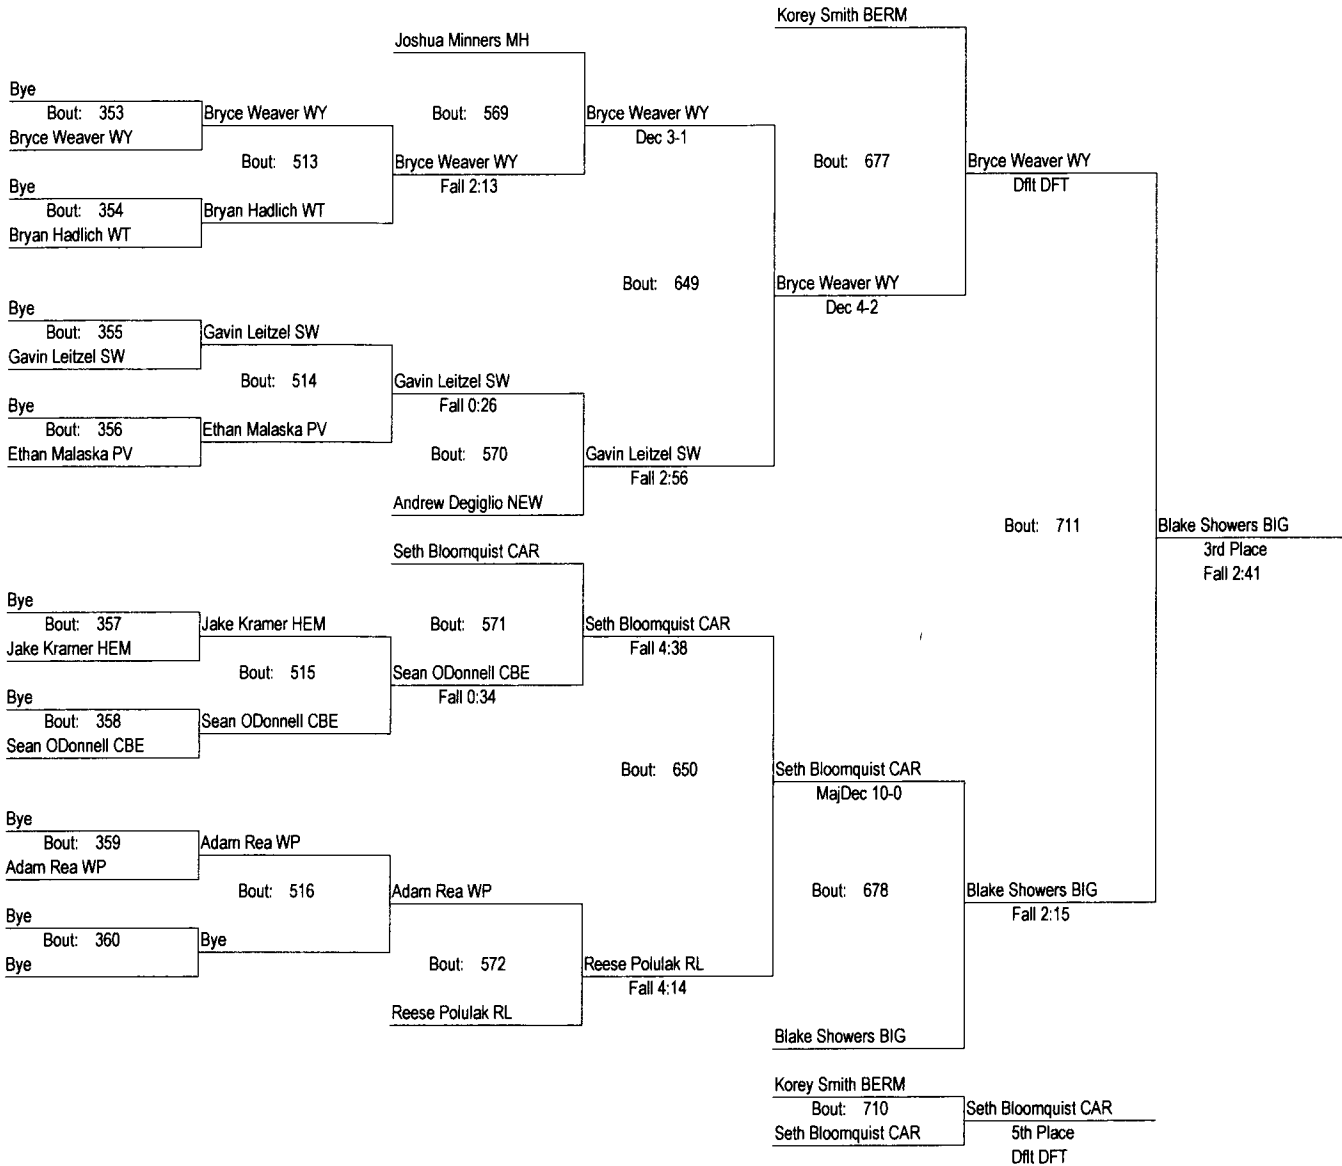 Korey Smith BERM
Joshua Minners MH
Bye
Bout: 353
Bryce Weaver WY
Bryce Weaver WY
Bout: 569
Bryce Weaver WY
Dec 3-1
Bout: 513
Bryce Weaver WY
Fall 2:13
Bout: 677
Bryce Weaver WY
Dflt DFT
Bye
Bout: 354
Bryan Hadlich WT
Bryan Hadlich WT
Bout: 649
Bryce Weaver WY
Dec 4-2
Bye
Bout: 355
Gavin Leitzel SW
Gavin Leitzel SW
Bout: 514
Gavin Leitzel SW
Fall 0:26
Bye
Bout: 356
Ethan Malaska PV
Ethan Malaska PV
Bout: 570
Gavin Leitzel SW
Fall 2:56
Andrew Degiglio NEW
Bout: 711
Blake Showers BIG
3rd Place
Fall 2:41
Seth Bloomquist CAR
Bye
Bout: 357
Jake Kramer HEM
Jake Kramer HEM
Bout: 571
Seth Bloomquist CAR
Fall 4:38
Bout: 515
Sean ODonnell CBE
Fall 0:34
Bye
Bout: 358
Sean ODonnell CBE
Sean ODonnell CBE
Bout: 650
Seth Bloomquist CAR
MajDec 10-0
Bye
Bout: 359
Adam Rea WP
Adam Rea WP
Bout: 516
Adam Rea WP
Bout: 678
Blake Showers BIG
Fall 2:15
Bye
Bout: 360
Bye
Bye
Bout: 572
Reese Polulak RL
Fall 4:14
Reese Polulak RL
Blake Showers BIG
Korey Smith BERM
Bout: 710
Seth Bloomquist CAR
Seth Bloomquist CAR
5th Place
Dflt DFT